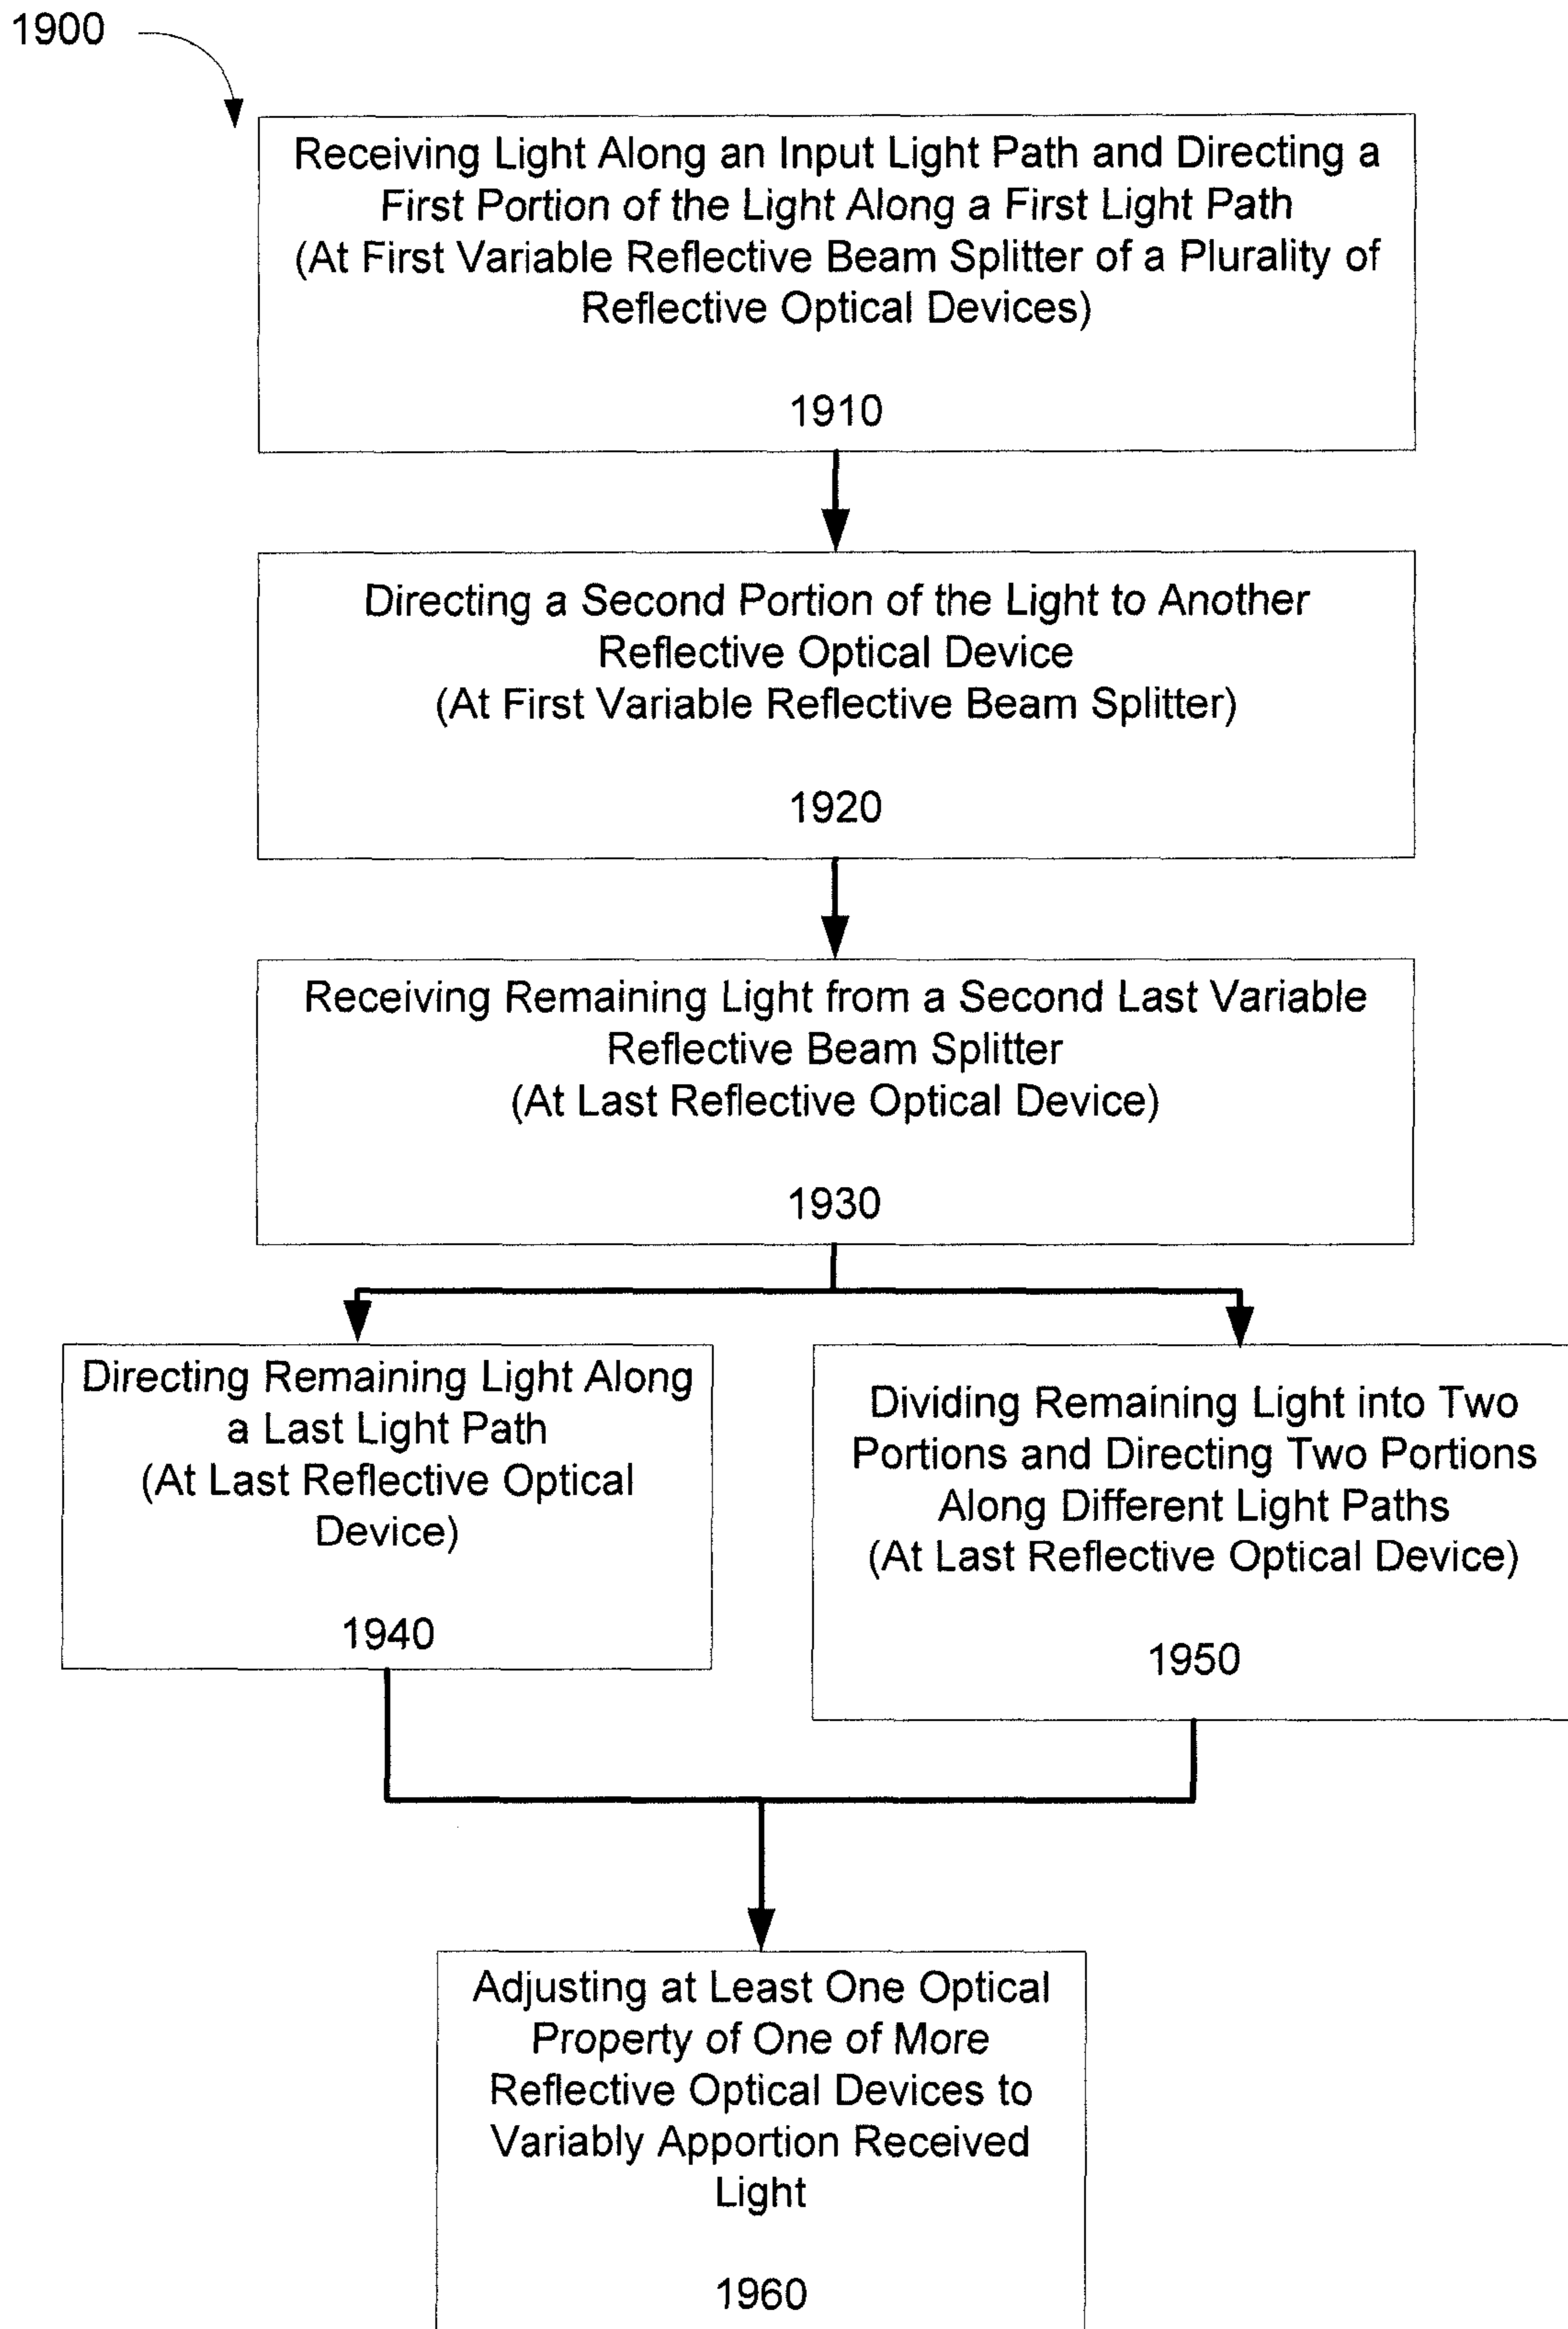 1900
Receiving Light Along an Input Light Path and Directing a
First Portion of the Light Along a First Light Path
(At First Variable Reflective Beam Splitter of a Plurality of
Reflective Optical Devices)
1910
Directing a Second Portion of the Light to Another
Reflective Optical Device
(At First Variable Reflective Beam Splitter)
1920
Receiving Remaining Light from a Second Last Variable
Reflective Beam Splitter
(At Last Reflective Optical Device)
1930
Directing Remaining Light Along
a Last Light Path
(At Last Reflective Optical
Device)
1940
Dividing Remaining Light into Two
Portions and Directing Two Portions
Along Different Light Paths
(At Last Reflective Optical Device)
1950
Adjusting at Least One Optical
Property of One of More
Reflective Optical Devices to
Variably Apportion Received
Light
1960